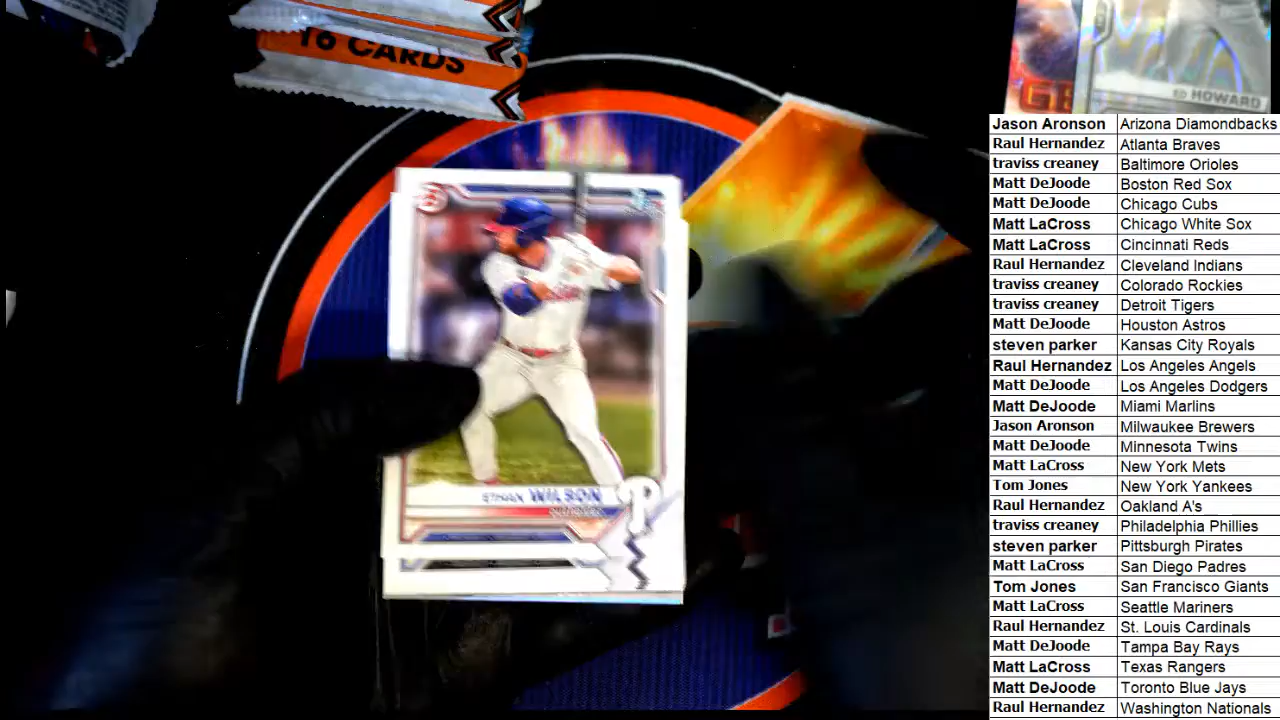 16 CARDS
ED HOWARD
Jason Aronson Arizona Diamondbacks
Raul Hernandez Atlanta Braves
traviss creaney Baltimore Orioles
Matt DeJoode Boston Red Sox
Matt DeJoode Chicago Cubs
Matt LaCross Chicago White Sox
Matt LaCross Cincinnati Reds
Raul Hernandez Cleveland Indians
traviss creaney Colorado Rockies
traviss creaney Detroit Tigers
Matt DeJoode Houston Astros
steven parker Kansas City Royals
Raul Hernandez Los Angeles Angels
Matt DeJoode Los Angeles Dodgers
Matt DeJoode Miami Marlins
Jason Aronson Milwaukee Brewers
Matt DeJoode Minnesota Twins
Matt LaCross New York Mets
Tom Jones New York Yankees
Raul Hernandez Oakland A's
traviss creaney Philadelphia Phillies
steven parker Pittsburgh Pirates
Matt LaCross San Diego Padres
Tom Jones San Francisco Giants
Matt LaCross Seattle Mariners
Raul Hernandez St. Louis Cardinals
Matt DeJoode Tampa Bay Rays
Matt LaCross Texas Rangers
Matt DeJoode Toronto Blue Jays
Raul Hernandez Washington Nationals
ETHAN WILSON
OUTFIELDER
P